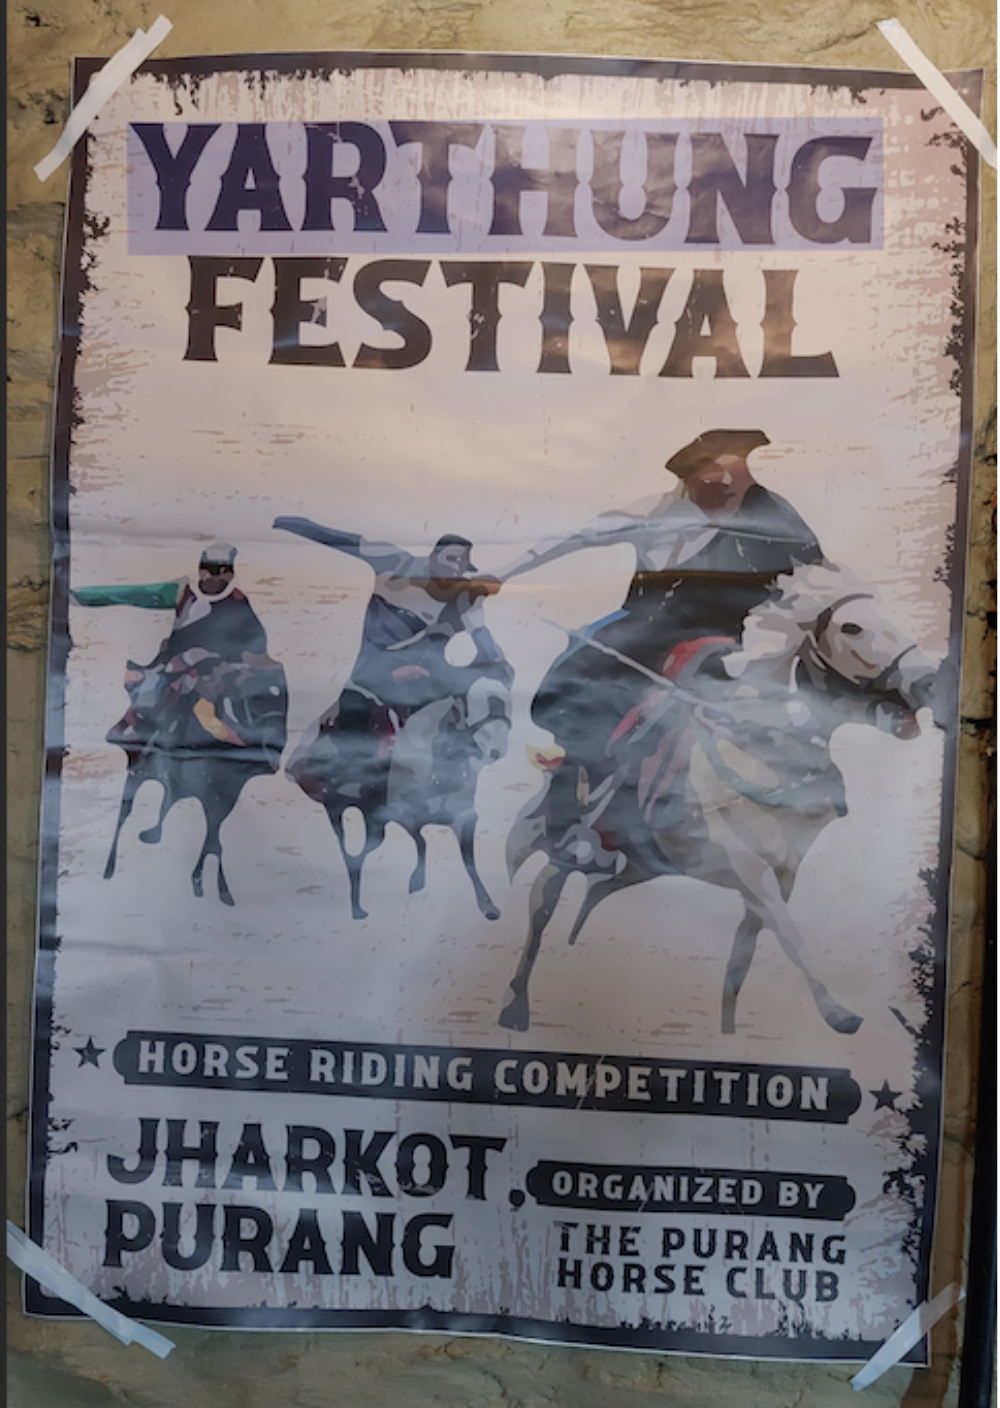 YARTHUNG
FESTIVAL
HORSE RIDING COMPETITION
JHARKOT,
PURANG
ORGANIZED BY
THE PURANG
HORSE CLUB